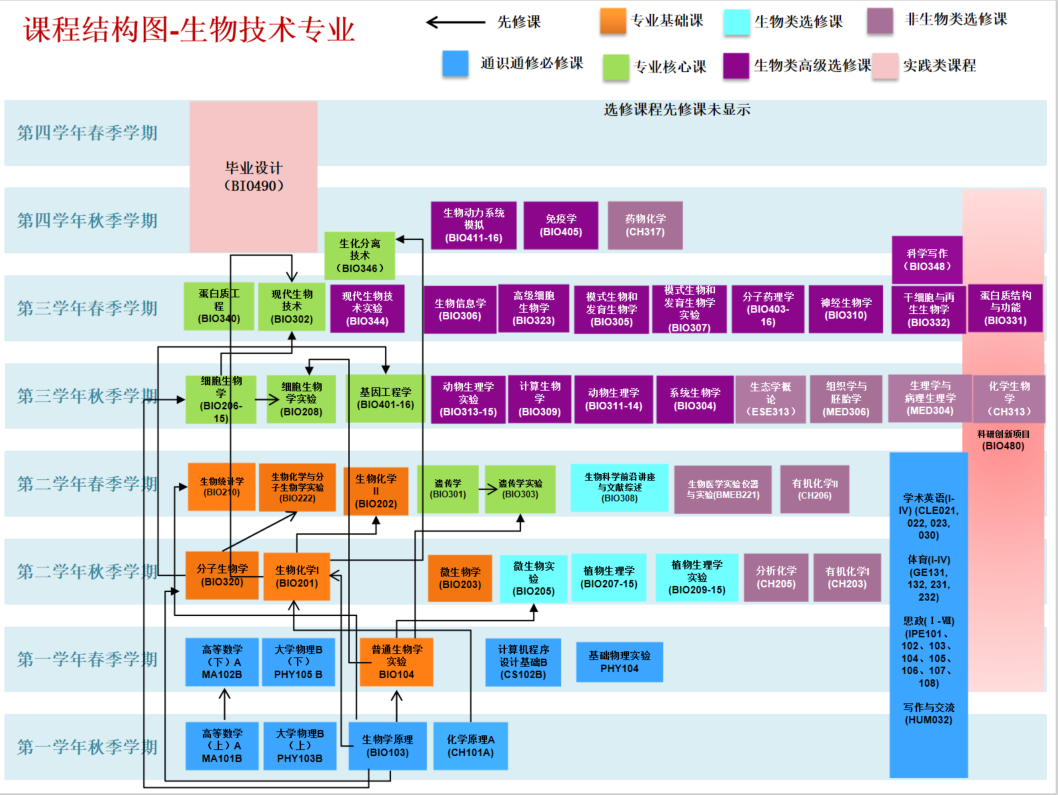 课程结构图-生物技术专业
先修课
专业基础课
生物类选修课
非生物类选修课
通识通修必修课
专业核心课
生物类高级选修课
实践类课程
选修课程先修课未显示
第四学年春季学期
毕业设计
（BI0490）
第四学年秋季学期
生化分离
技术
（BIO346）
生物动力系统
模拟
(BIO411-16)
免疫学
(BIO405)
药物化学
(CH317)
科学写作
（BIO348）
第三学年春季学期
蛋白质工
程
(BIO340)
现代生物
技术
(BIO302)
现代生物技
术实验
(BIO344)
生物信息学
(BIO306)
高级细胞
生物学
(BIO323)
模式生物和
发育生物学
(BIO305)
模式生物和
发育生物学
实验
(BIO307)
分子药理学
(BIO403-
16)
神经生物学
(BIO310)
干细胞与再
生生物学
(BIO332)
蛋白质结构
与功能
(BIO331)
第三学年秋季学期
细胞生物
学
(BIO206-
15)
细胞生物
学实验
(BIO208)
基因工程学
(BIO401-16)
动物生理学
实验
(BIO313-15)
计算生物
学
(BIO309)
动物生理学
(BIO311-14)
系统生物学
(BIO304)
生态学概
论
（ESE313）
组织学与
胚胎学
(MED306)
生理学与
病理生理学
(MED304)
化学生物
学
（CH313）
科研创新项目
(BIO480)
第二学年春季学期
生物统计学
(BIO210)
生物化学与分
子生物学实验
(BIO222)
生物化学
II
(BIO202)
遗传学
(BIO301)
遗传学实验
(BIO303)
生物科学前沿讲座
与文献综述
(BIO308)
生物医学实验仪器
与实验(BMEB221)
有机化学II
(CH206)
学术英语(I-
IV) (CLE021,
022, 023,
030)
体育(I-IV)
(GE131,
132, 231,
232)
思政(Ⅰ-Ⅶ)
(IPE101、
102、103、
104、105、
106、107、
108)
写作与交流
(HUM032)
第二学年秋季学期
分子生物学
(BIO320)
生物化学I
(BIO201)
微生物学
(BIO203)
微生物实
验
(BIO205)
植物生理学
(BIO207-15)
植物生理学
实验
(BIO209-15)
分析化学
(CH205)
有机化学I
(CH203)
第一学年春季学期
高等数学
（下）A
MA102B
大学物理B
（下）
PHY105 B
普通生物学
实验
BIO104
计算机程序
设计基础B
(CS102B)
基础物理实验
PHY104
第一学年秋季学期
高等数学
（上）A
MA101B
大学物理B
（上）
PHY103B
生物学原理
(BIO103)
化学原理A
(CH101A)